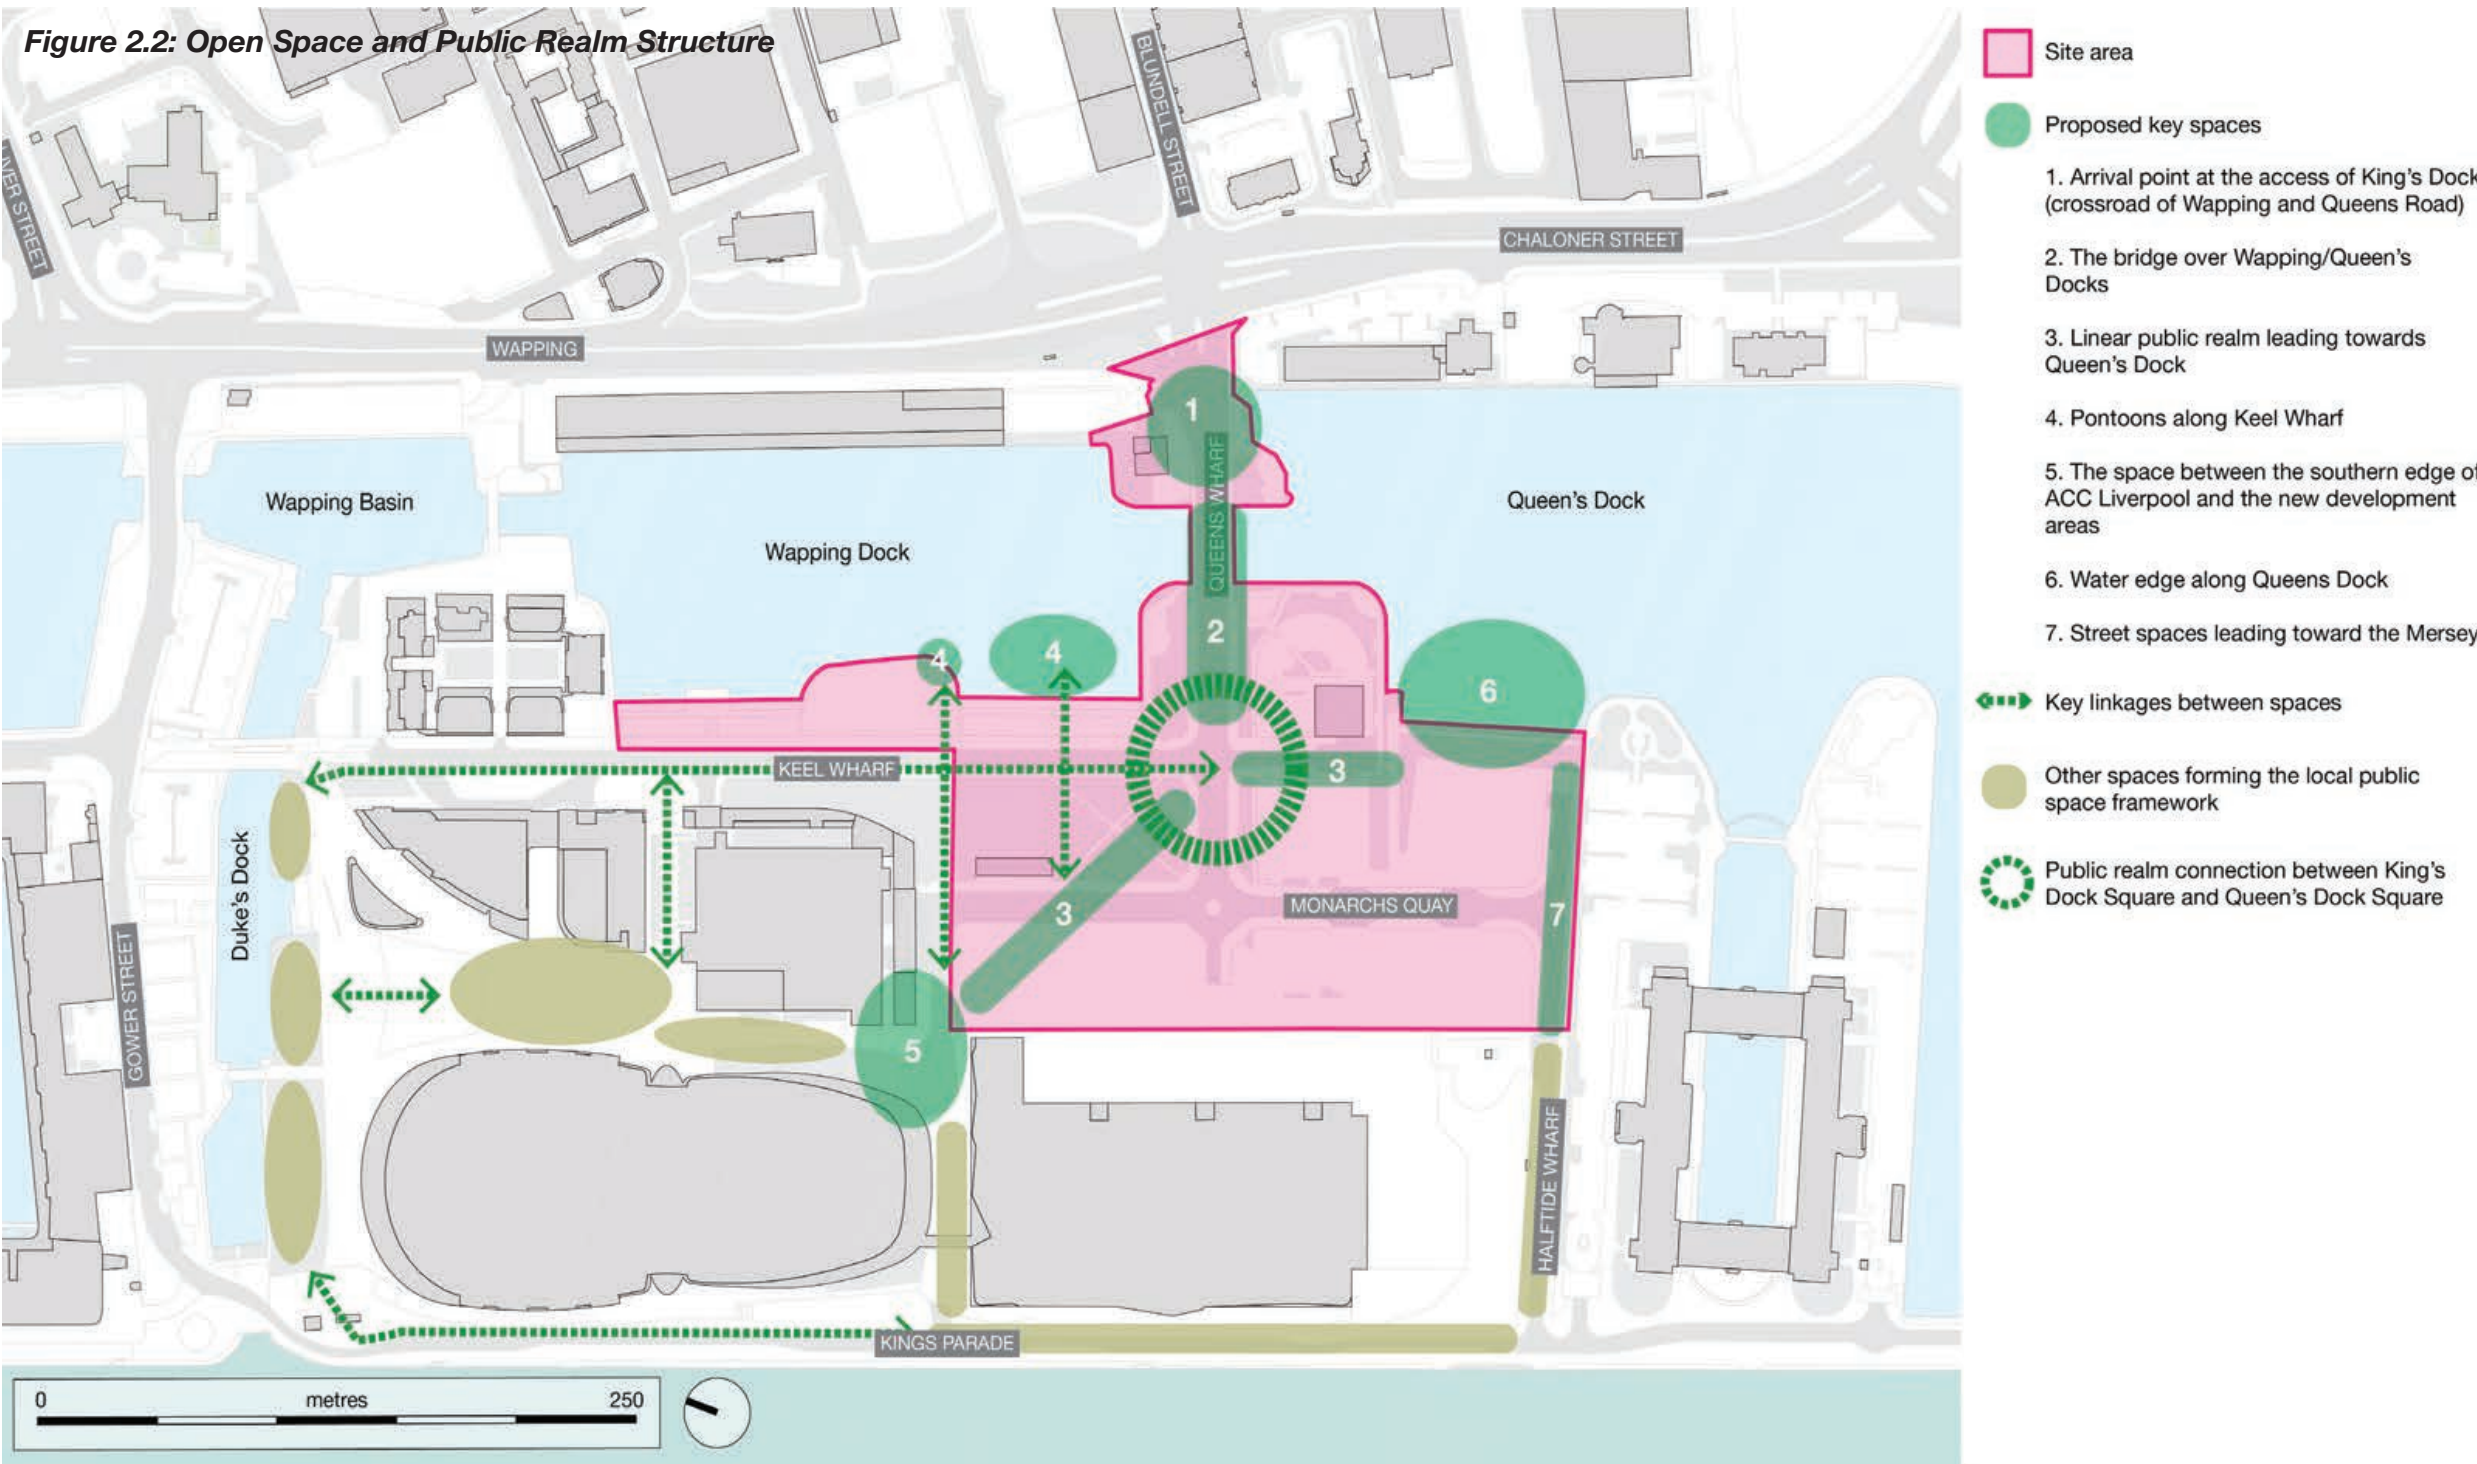 Figure 2.2: Open Space and Public Realm Structure
BLUNDELL STREET
CHALONER STREET
WAPPING
Wapping Basin
Wapping Dock
Queen's Dock
QUEENS WHARF
1
2
4
4
6
3
3
7
5
KEEL WHARF
MONARCHS QUAY
Duke's Dock
GOWER STREET
HALFTIDE WHARF
KINGS PARADE
0 metres 250
Site area
Proposed key spaces
1. Arrival point at the access of King's Dock
(crossroad of Wapping and Queens Road)
2. The bridge over Wapping/Queen's
Docks
3. Linear public realm leading towards
Queen's Dock
4. Pontoons along Keel Wharf
5. The space between the southern edge of
ACC Liverpool and the new development
areas
6. Water edge along Queens Dock
7. Street spaces leading toward the Mersey
Key linkages between spaces
Other spaces forming the local public
space framework
Public realm connection between King's
Dock Square and Queen's Dock Square